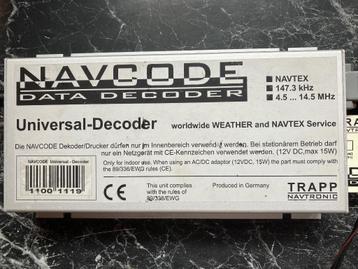 NAVCODE
DATA DECODER
NAVTEX
147.3 kHz
4.5 ... 14.5 MHz
Universal-Decoder worldwide WEATHER and NAVTEX Service
Die NAVCODE Dekoder/Drucker dürfen nur im Innenbereich verwendet werden. Bei stationärem Betrieb darf
nur ein Netzgerät mit CE-Kennzeichen verwendet werden. (12V DC,max 15W)
Only for indoor use. When using an AC/DC adaptor (12VDC, 15W) the part must comply with
the 89/336/EWG rules (CE).
NAVCODE Universal - Decoder
1100 1119
CE
This unit compiles
with the rules of
89/336/EWG
Produced in Germany
TRAPP
NAVTRONIC